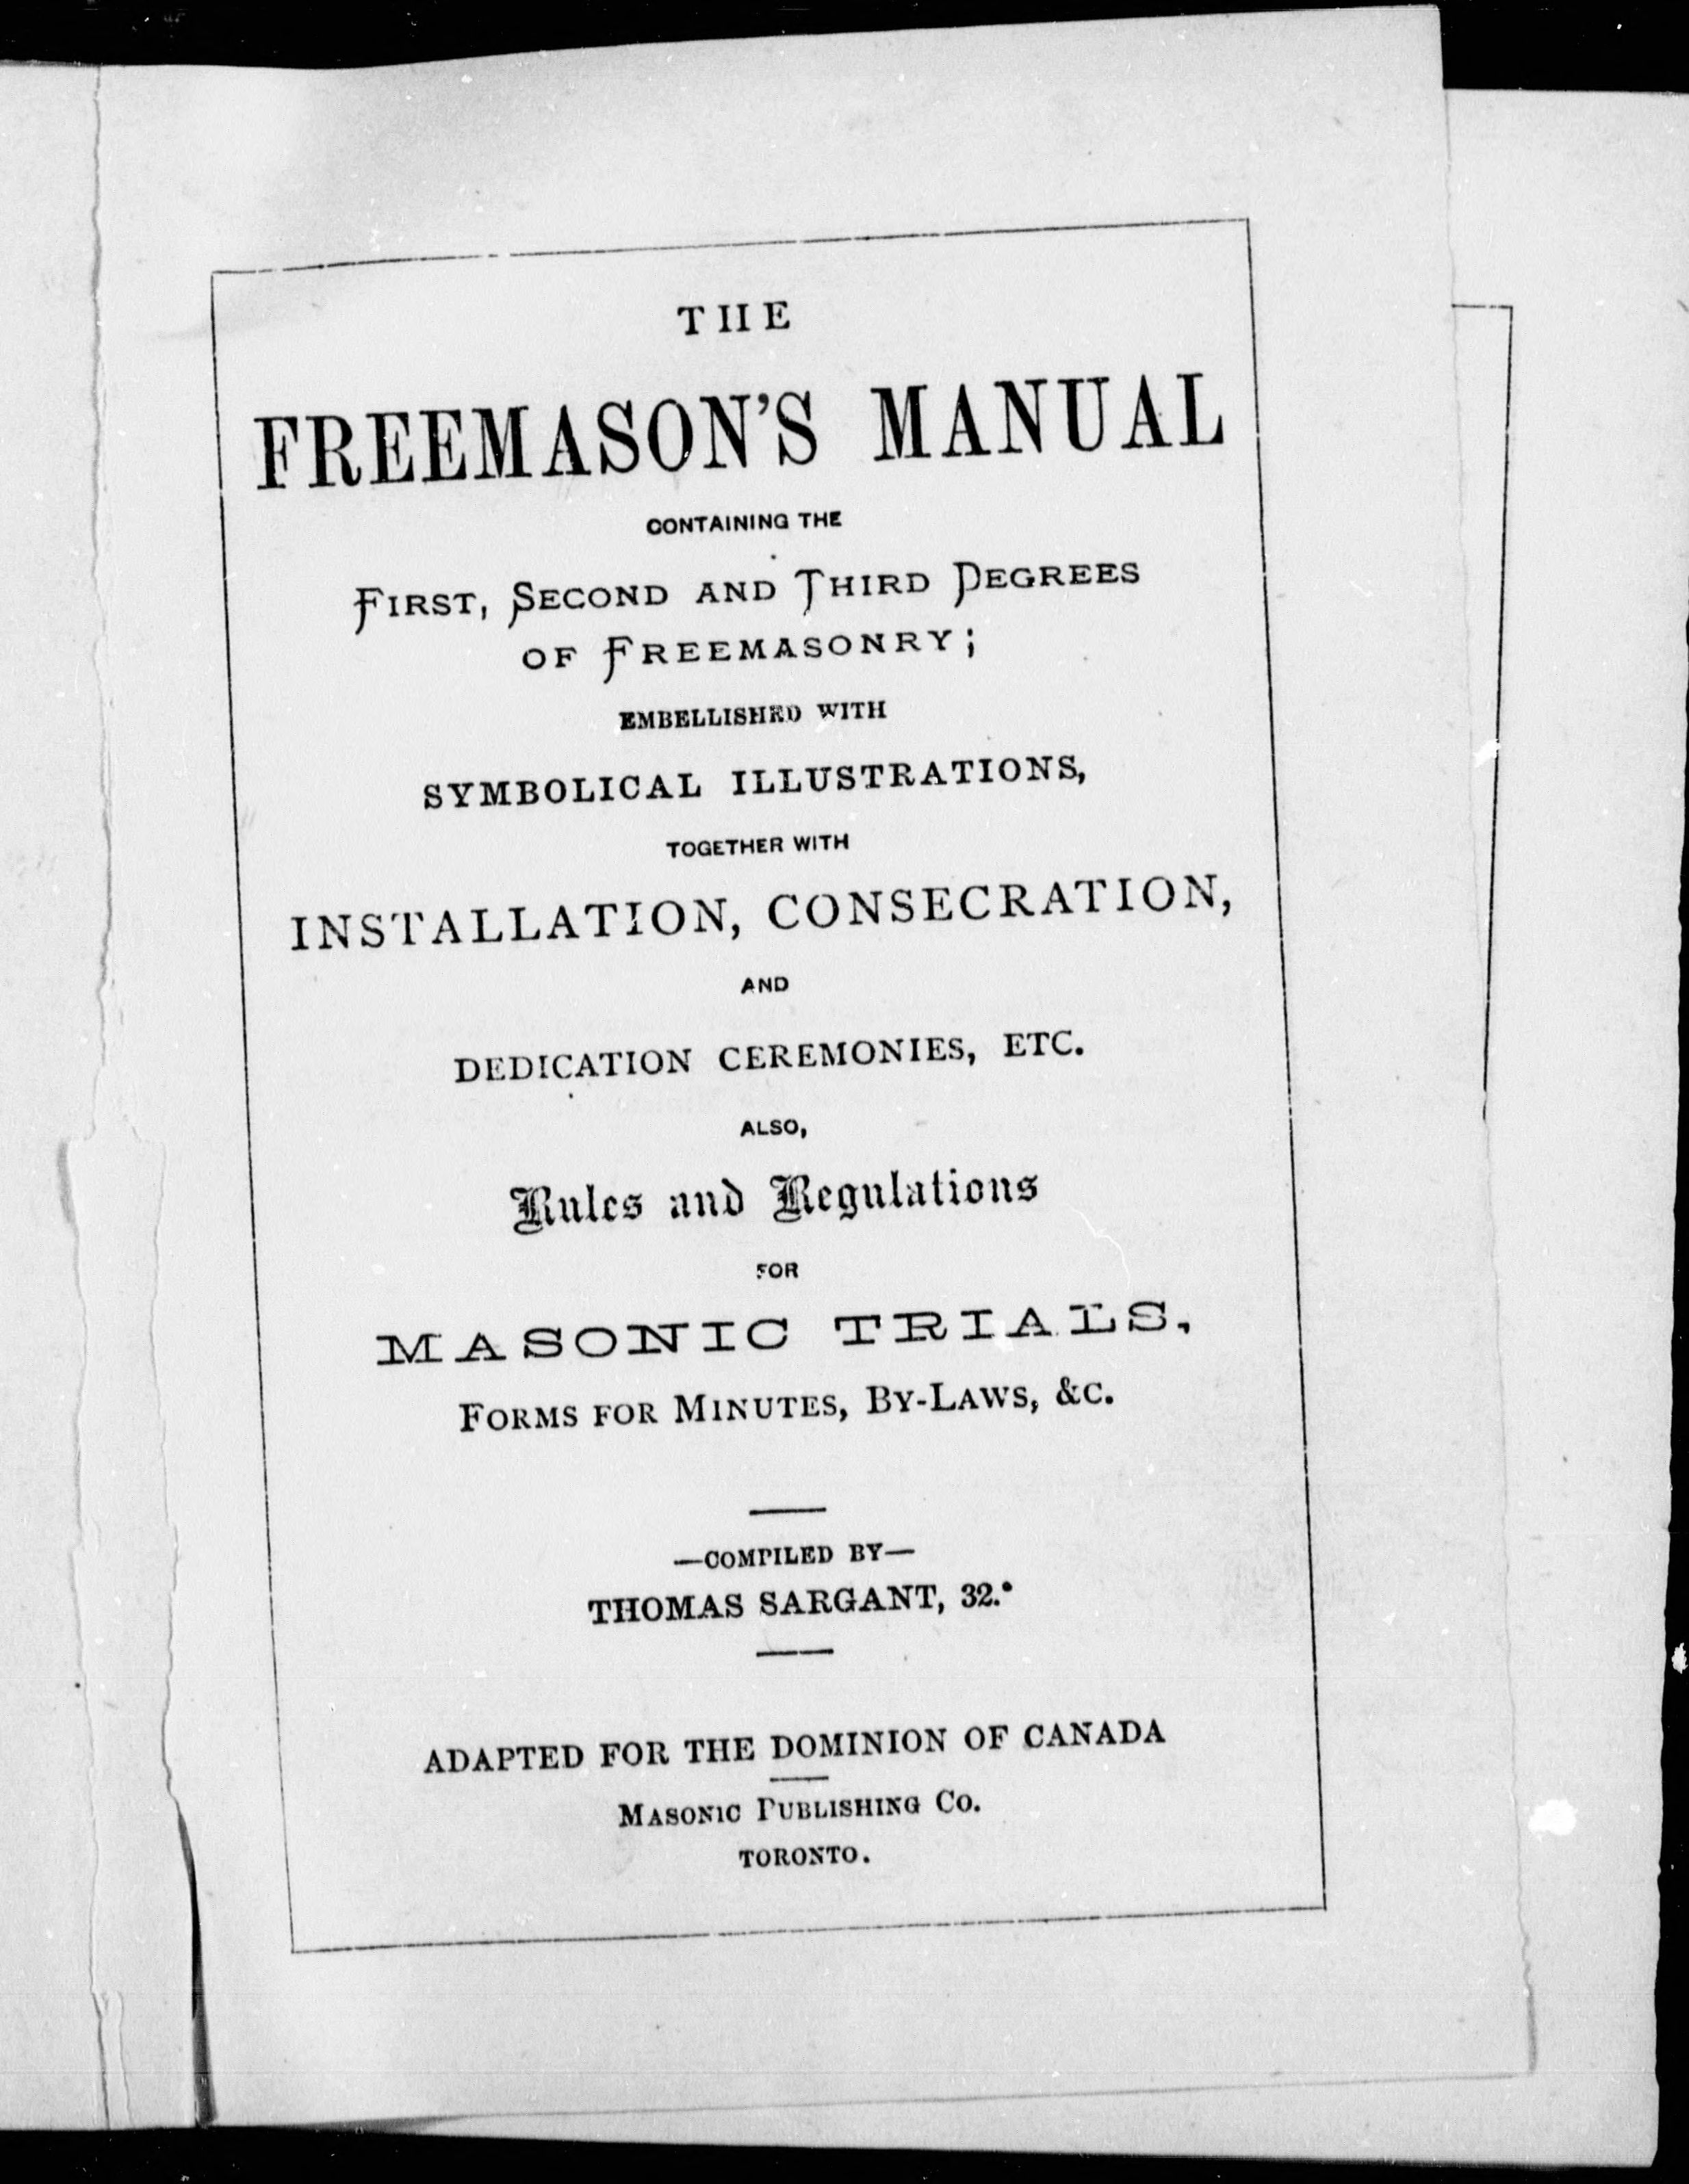 THE
FREEMASON'S MANUAL
CONTAINING THE
FIRST, SECOND AND THIRD DEGREES
OF FREEMASONRY;
EMBELLISHED WITH
SYMBOLICAL ILLUSTRATIONS,
TOGETHER WITH
INSTALLATION, CONSECRATION,
AND
DEDICATION CEREMONIES, ETC.
ALSO,
Rules and Regulations
FOR
MASONIC TRIALS,
FORMS FOR MINUTES, BY-LAWS, &C.
—COMPILED BY—
THOMAS SARGANT, 32.°
ADAPTED FOR THE DOMINION OF CANADA
MASONIC PUBLISHING CO.
TORONTO.